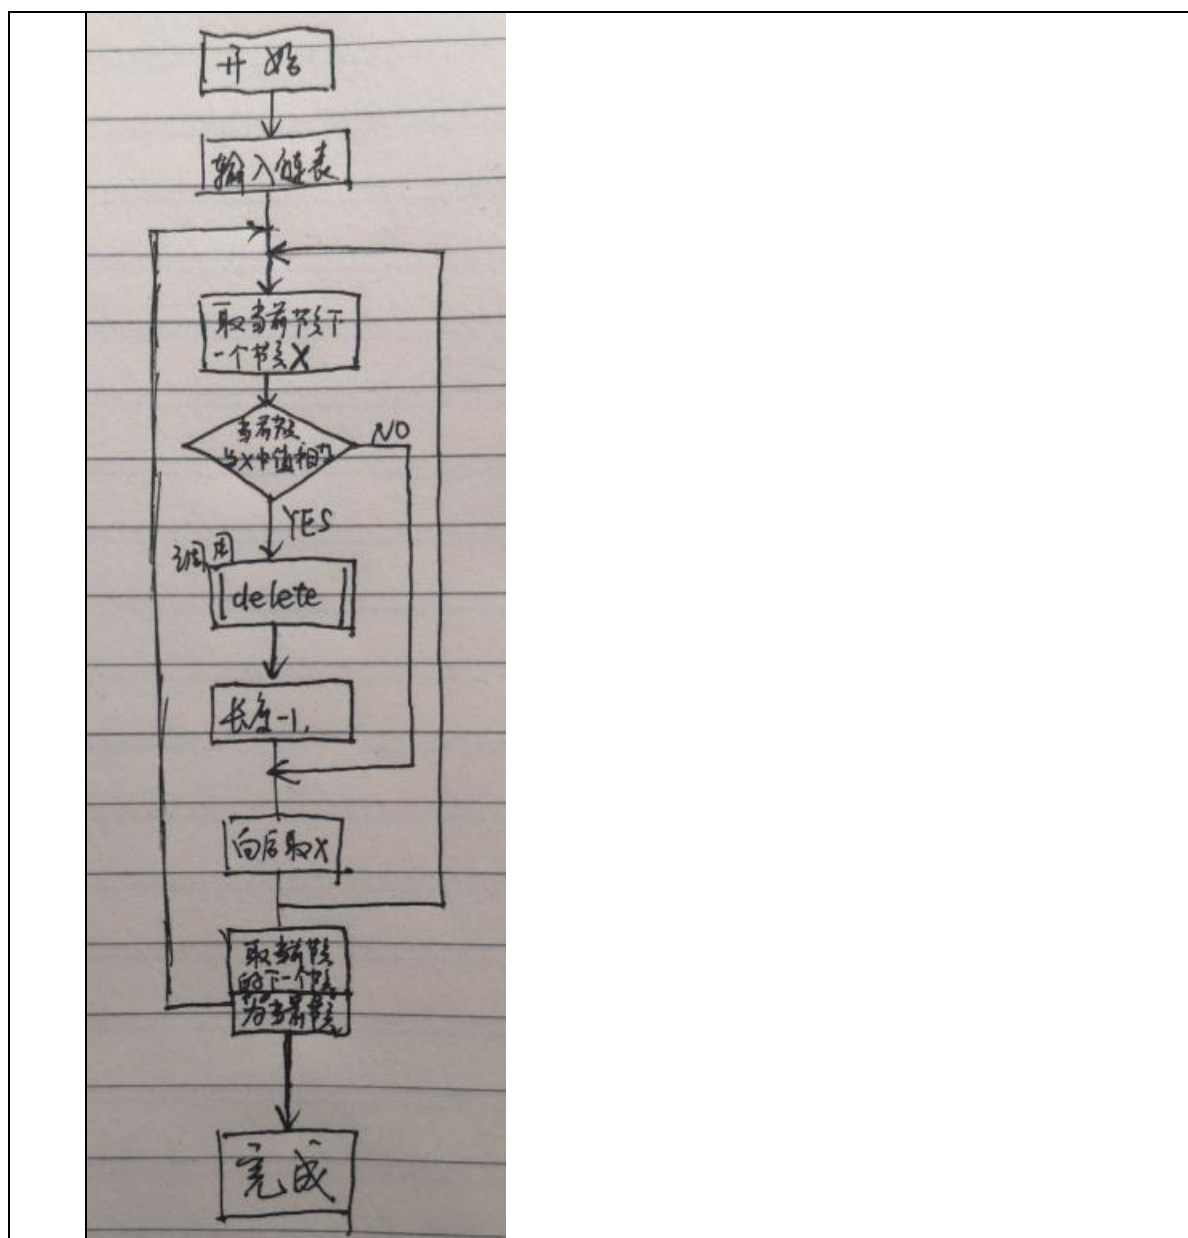 开始
输入链表
取当前节点下
一个节点X
当前节点
与X中值相等
NO
YES
调用
delete
长度-1.
向后取X
取当前节点
的下一个节点
为当前节点
完成